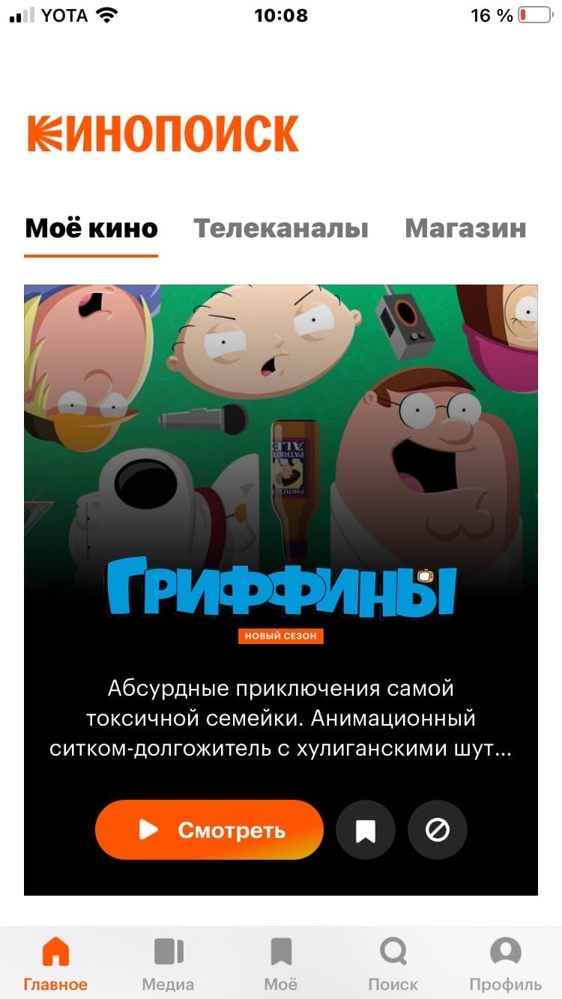 YOTA 10:08 16 %
КИНОПОИСК
Моё кино Телеканалы Магазин
PAWTUCKET
PATRIOT
ALE
ГРИФФИНЫ
НОВЫЙ СЕЗОН
Абсурдные приключения самой
токсичной семейки. Анимационный
ситком-долгожитель с хулиганскими шут...
Смотреть
Главное Медиа Моё Поиск Профиль